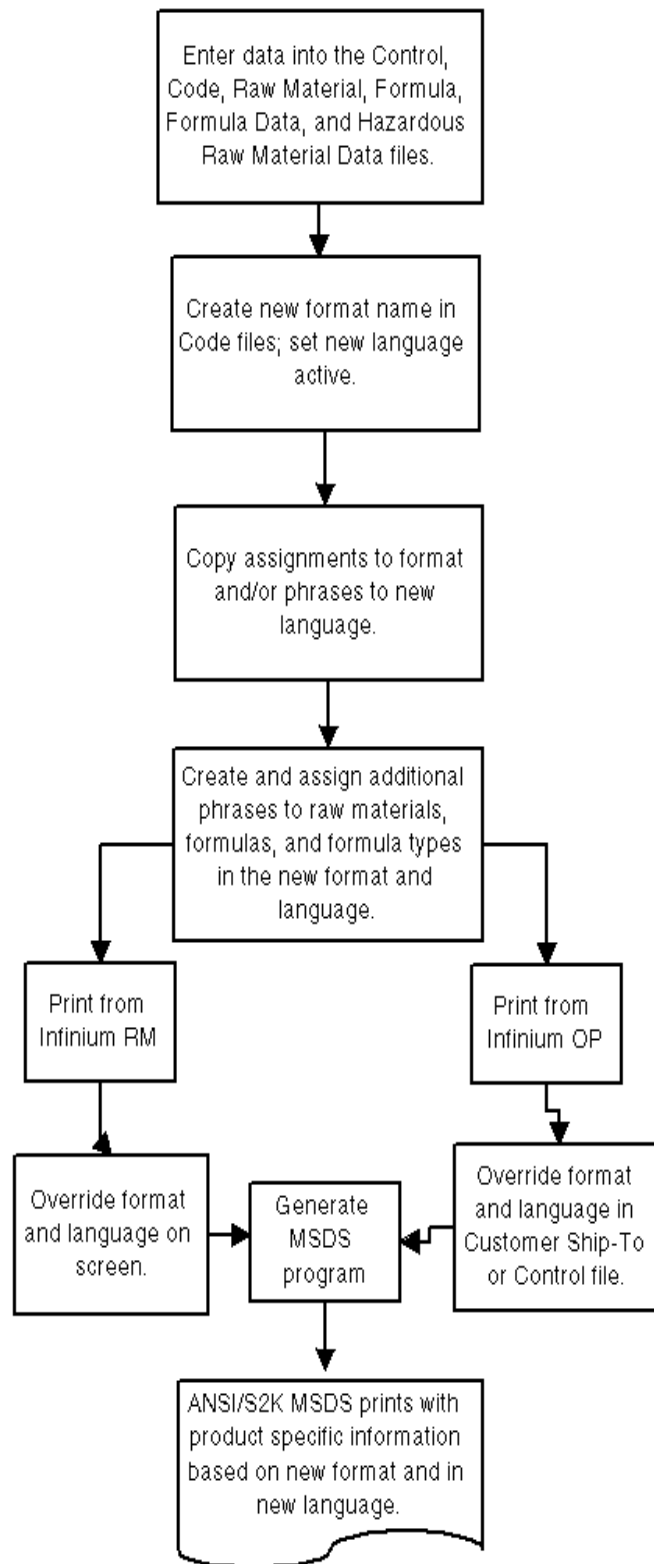 Enter data into the Control,
Code, Raw Material, Formula,
Formula Data, and Hazardous
Raw Material Data files.
Create new format name in
Code files; set new language
active.
Copy assignments to format
and/or phrases to new
language.
Create and assign additional
phrases to raw materials,
formulas, and formula types
in the new format and
language.
Print from
Infinium RM
Print from
Infinium OP
Override format
and language on
screen.
Generate
MSDS
program
Override format
and language in
Customer Ship-To
or Control file.
ANSI/S2K MSDS prints with
product specific information
based on new format and in
new language.